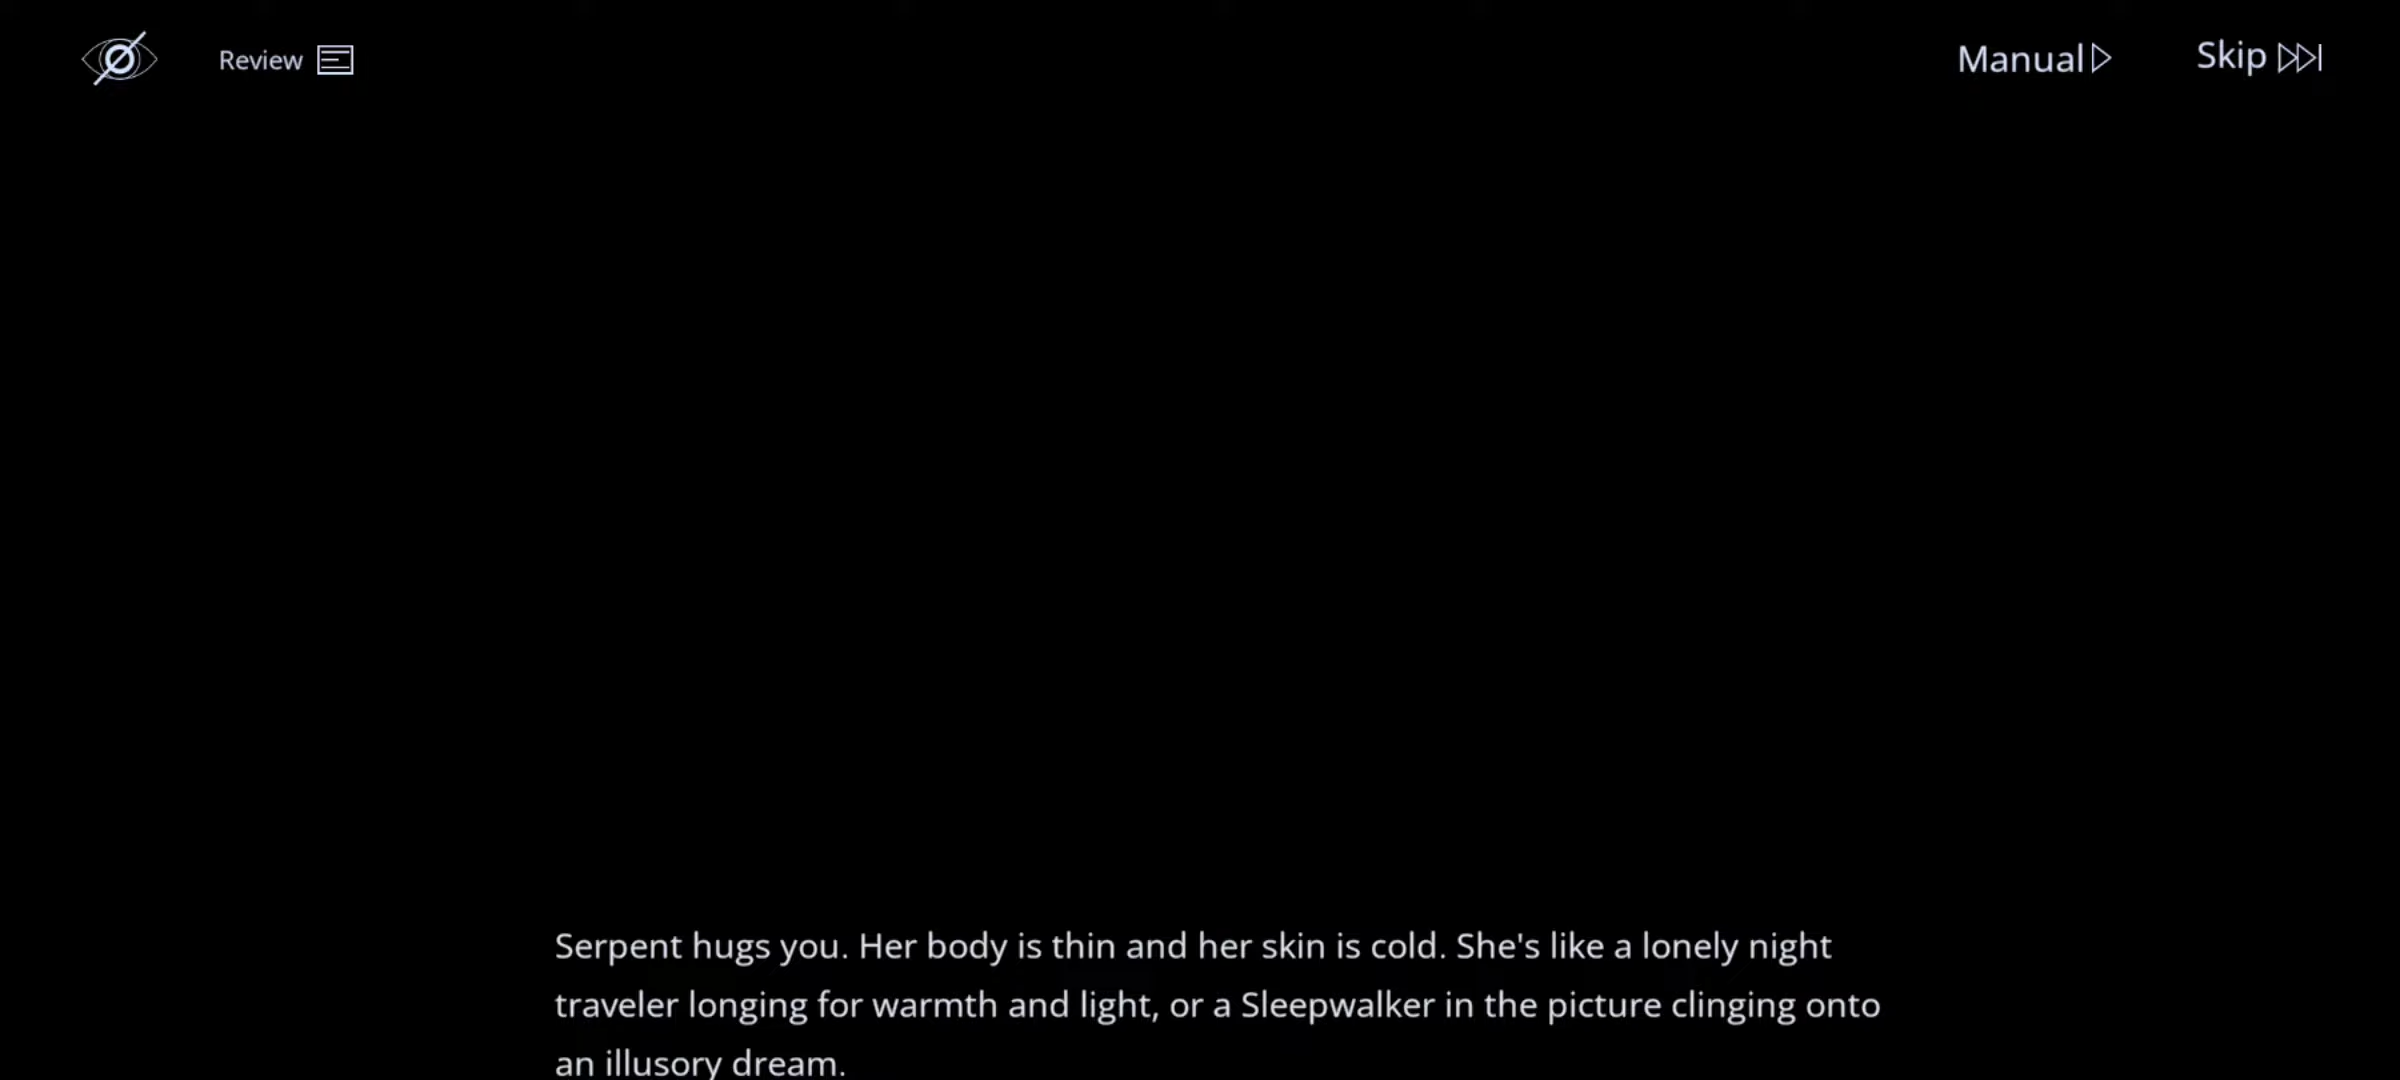 Review
Manual
Skip
Serpent hugs you. Her body is thin and her skin is cold. She's like a lonely night
traveler longing for warmth and light, or a Sleepwalker in the picture clinging onto
an illusory dream.